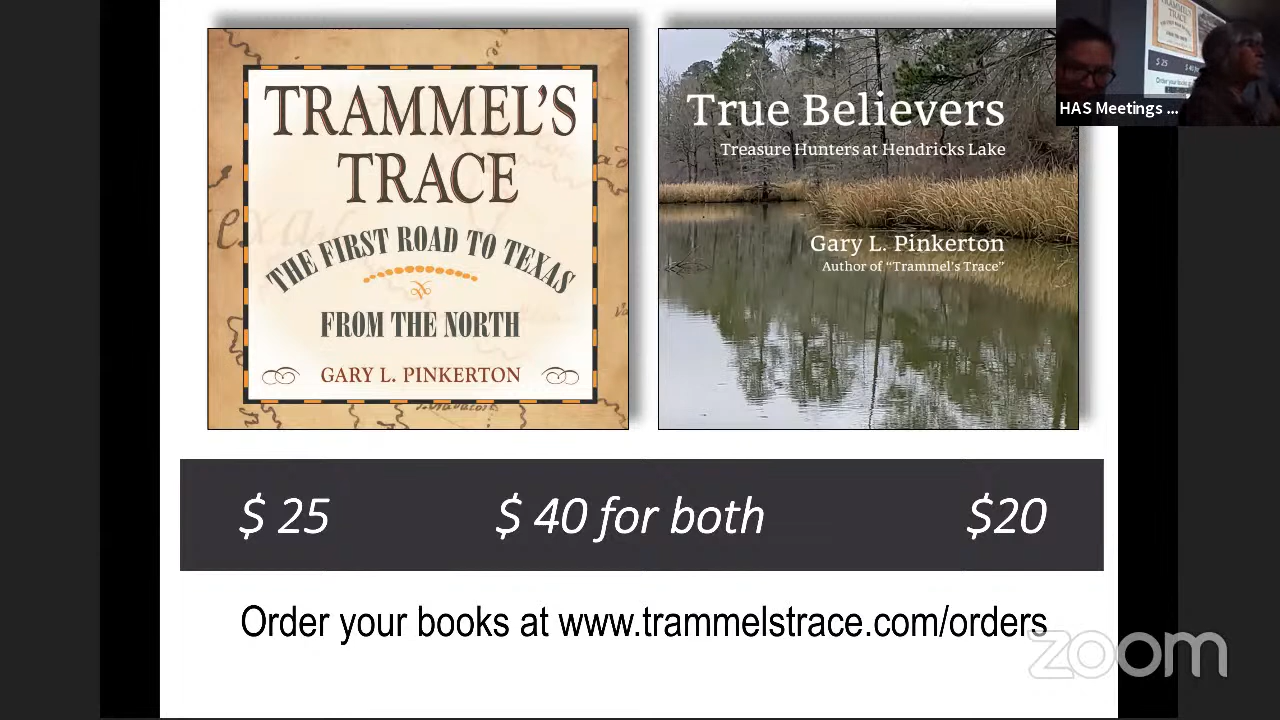 TRAMMEL'S
TRACE
THE FIRST ROAD TO TEXAS
FROM THE NORTH
GARY L. PINKERTON
True Believers
Treasure Hunters at Hendricks Lake
Gary L. Pinkerton
Author of “Trammel's Trace”
HAS Meetings ...
$ 25
$ 40 for both
$20
Order your books at www.trammelstrace.com/orders
zoom